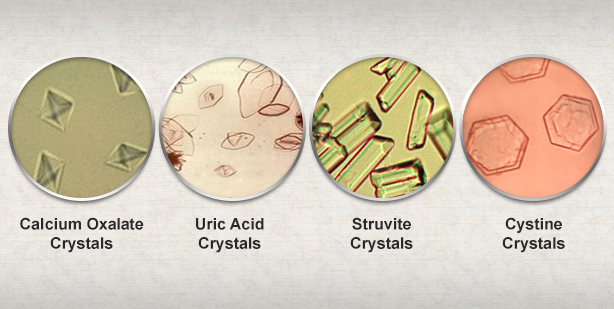 Calcium Oxalate
Crystals
Uric Acid
Crystals
Struvite
Crystals
Cystine
Crystals